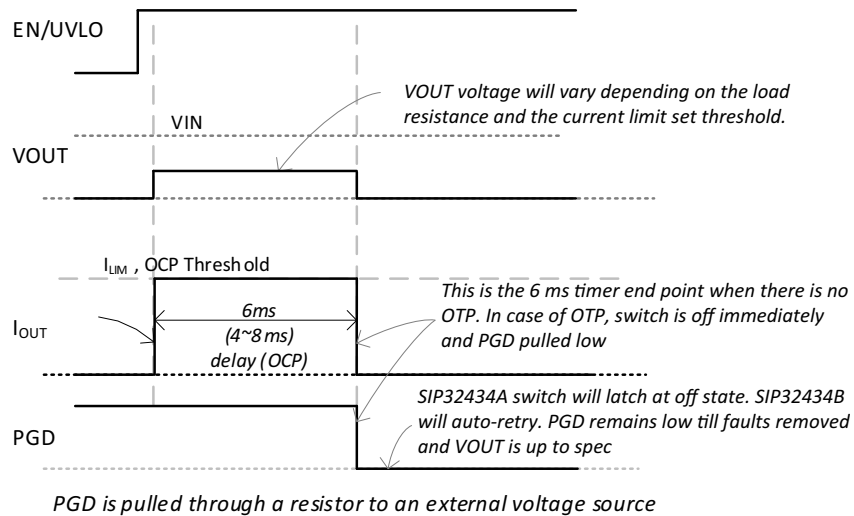 EN/UVLO
VOUT voltage will vary depending on the load
resistance and the current limit set threshold.
VIN
VOUT
ILIM , OCP Threshold
This is the 6 ms timer end point when there is no
OTP. In case of OTP, switch is off immediately
and PGD pulled low
6ms
(4~8 ms)
delay (OCP)
IOUT
SIP32434A switch will latch at off state. SIP32434B
will auto-retry. PGD remains low till faults removed
and VOUT is up to spec
PGD
PGD is pulled through a resistor to an external voltage source